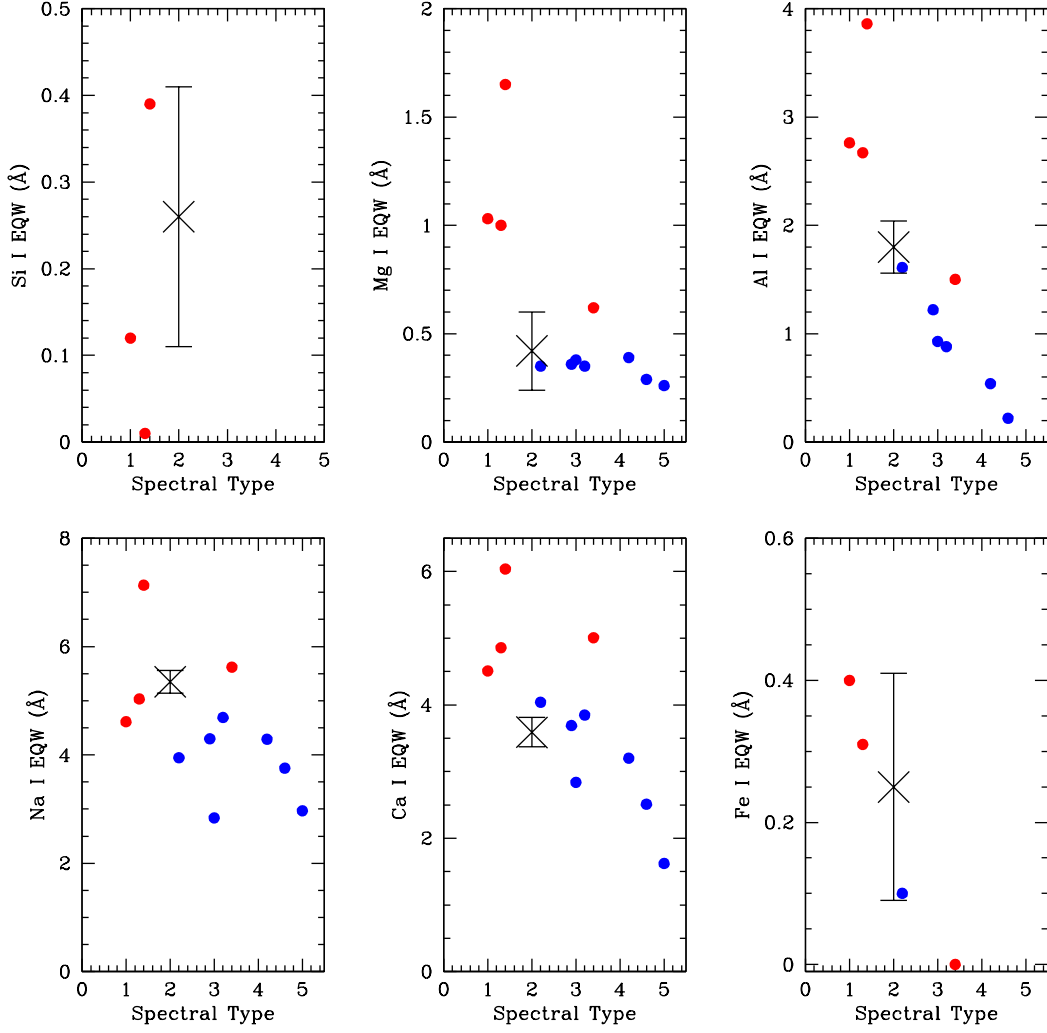 0.5
0.4
0.3
0.2
0.1
0
Si I EQW (Å)
0 1 2 3 4 5
Spectral Type
2
1.5
1
0.5
0
Mg I EQW (Å)
0 1 2 3 4 5
Spectral Type
4
3
2
1
0
Al I EQW (Å)
0 1 2 3 4 5
Spectral Type
8
6
4
2
0
Na I EQW (Å)
0 1 2 3 4 5
Spectral Type
6
4
2
0
Ca I EQW (Å)
0 1 2 3 4 5
Spectral Type
0.6
0.4
0.2
0
Fe I EQW (Å)
0 1 2 3 4 5
Spectral Type